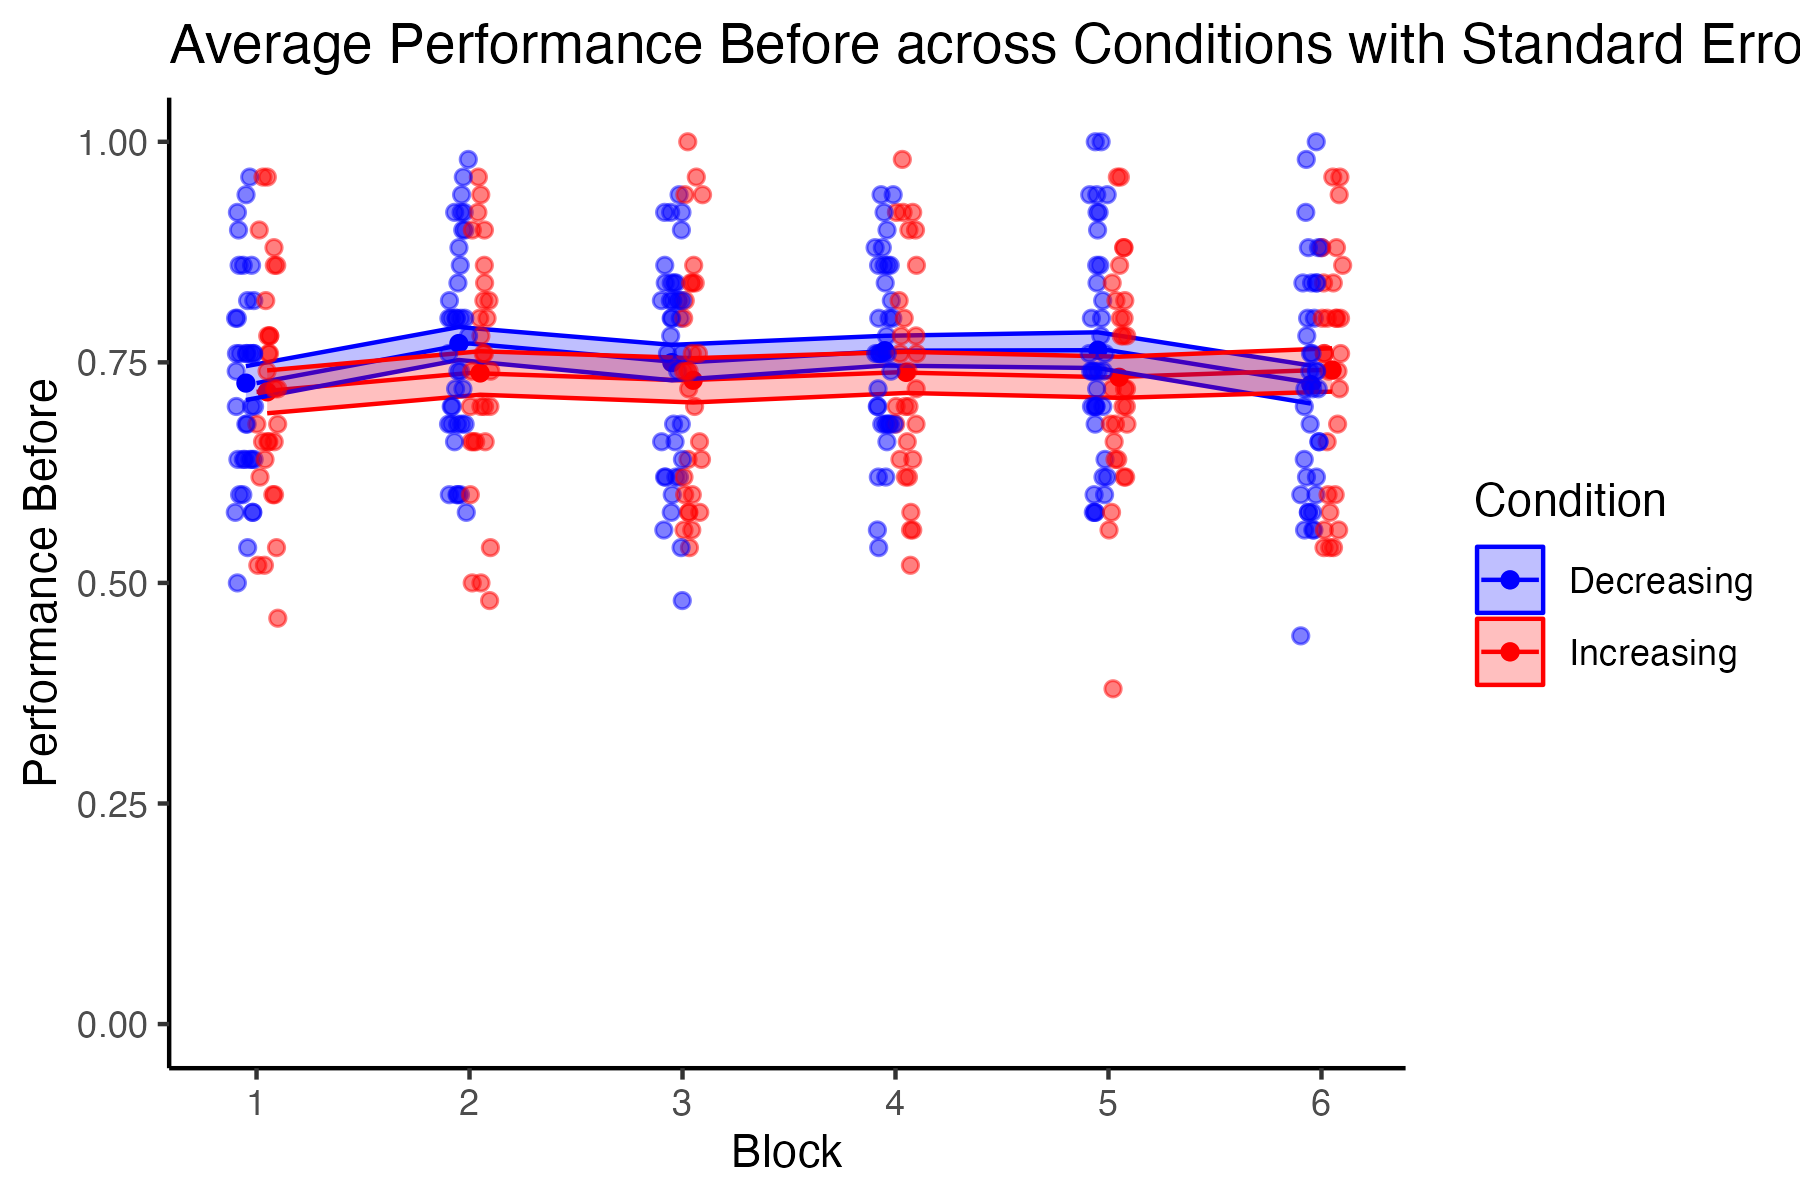 Average Performance Before across Conditions with Standard Erro
Performance Before
1.00
0.75
0.50
0.25
0.00
1 2 3 4 5 6
Block
Condition
Decreasing
Increasing